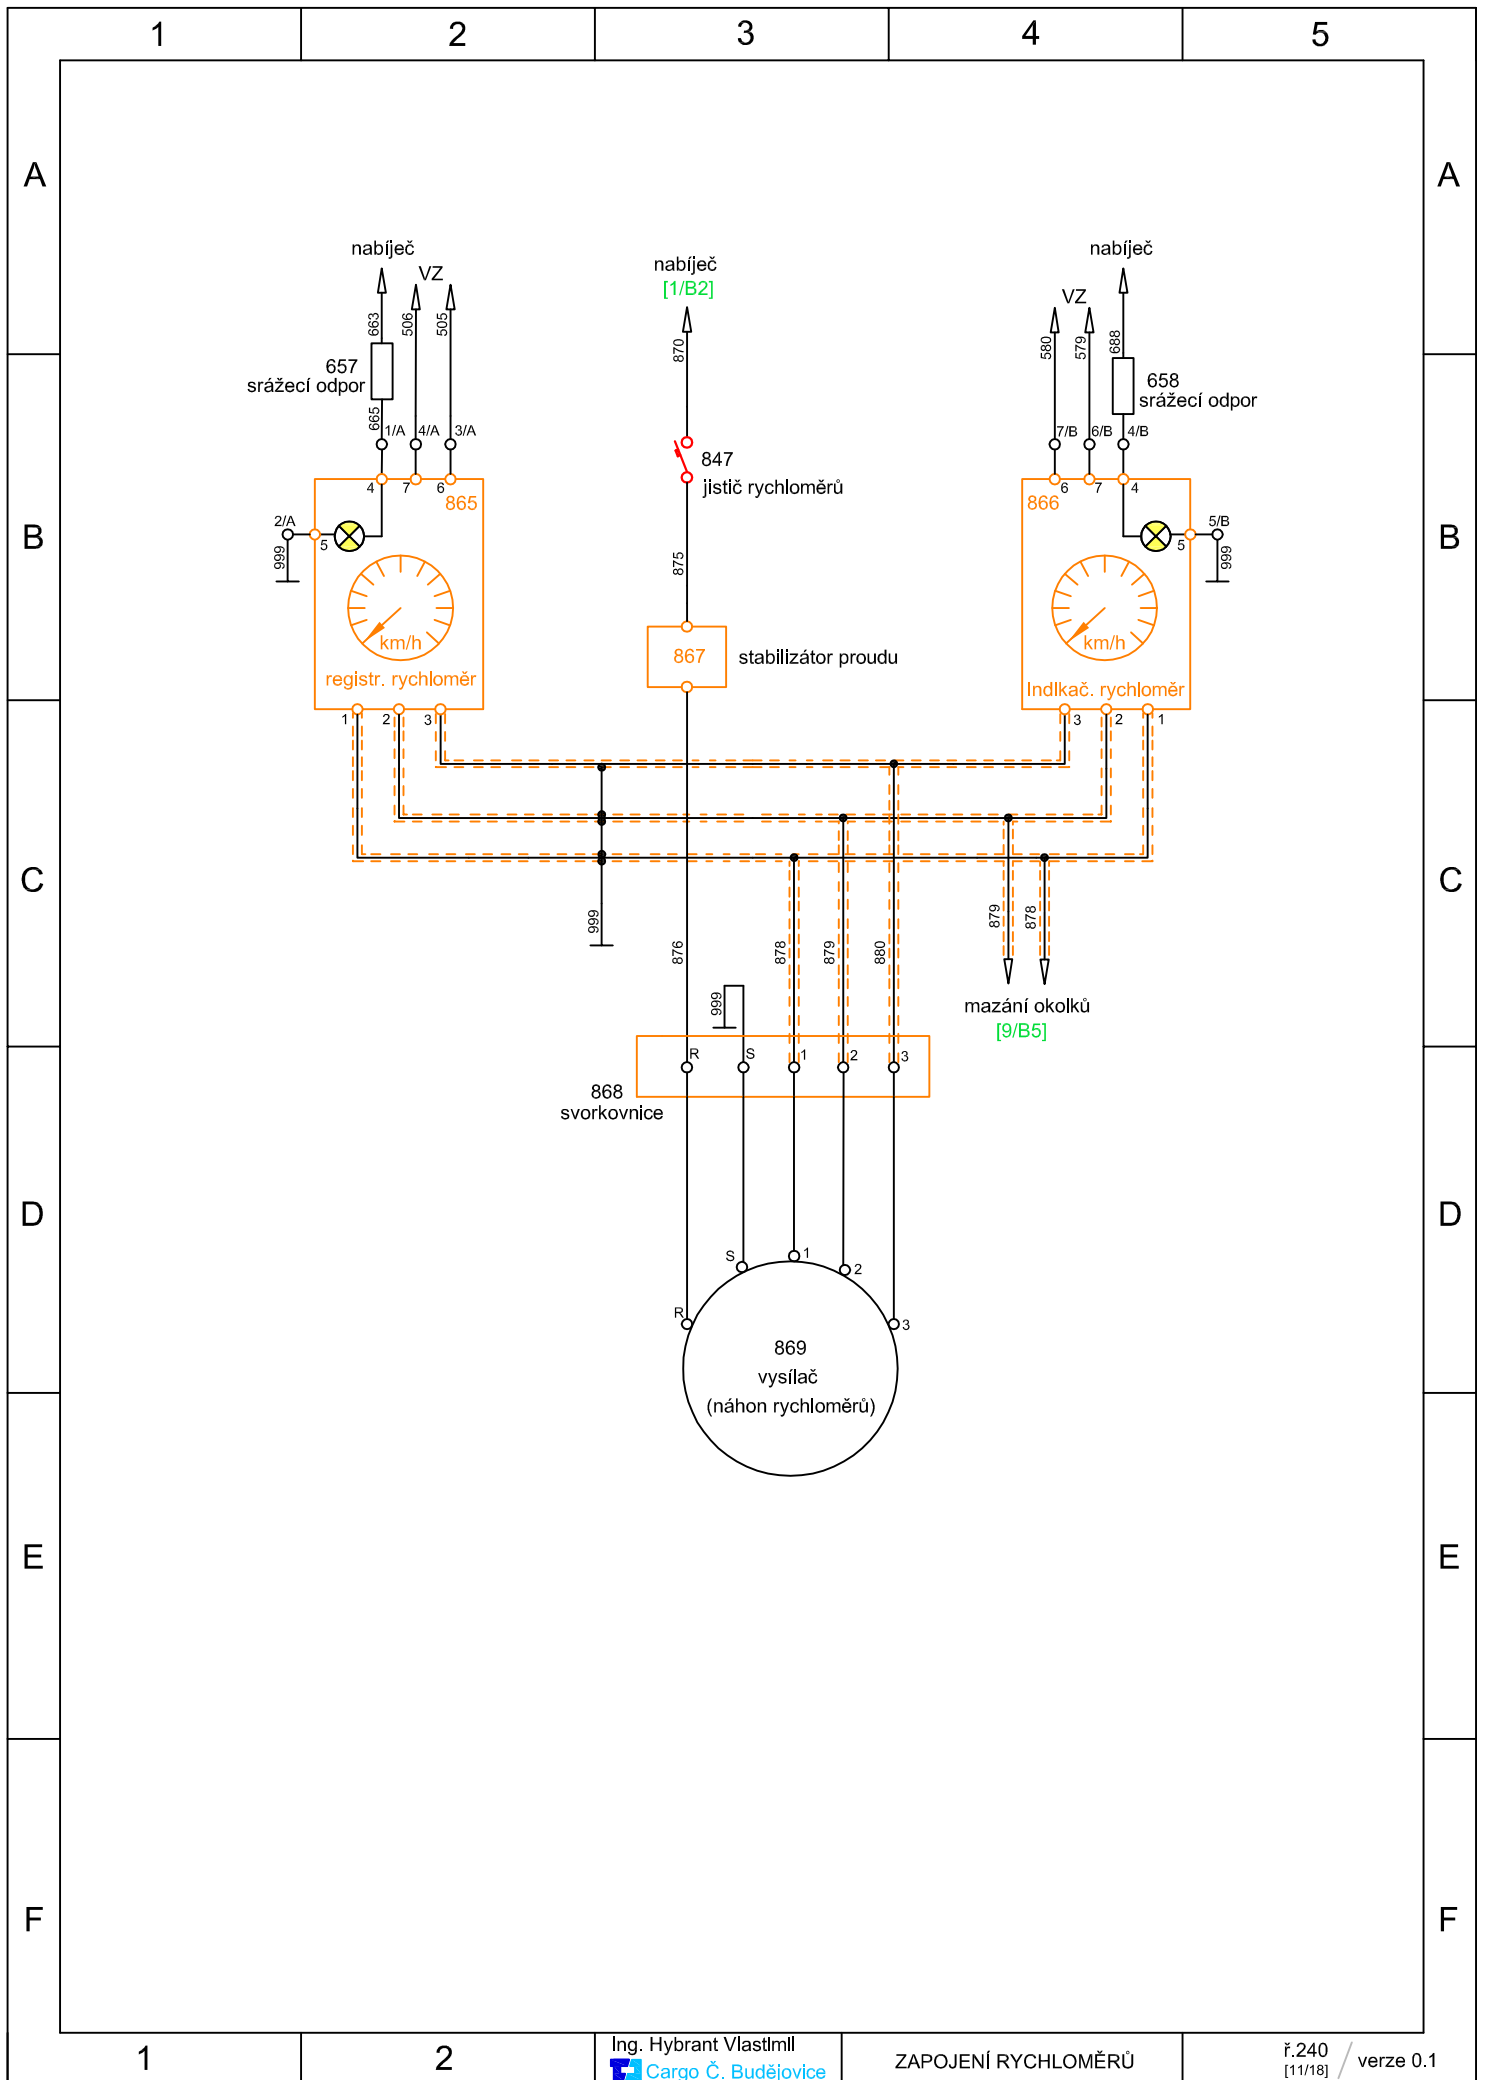 1 2 3 4 5
A A
nabíječ
VZ
663
506
505
nabíječ
[1/B2]
870
nabíječ
VZ
580
579
688
657
srážecí odpor
665
1/A 4/A 3/A
847
jistič rychloměrů
658
srážecí odpor
7/B 6/B 4/B
4 7 6
865
2/A
5
999
km/h
registr. rychloměr
B B
875
867
stabilizátor proudu
6 7 4
866
5/B
5
999
km/h
Indikač. rychloměr
1 2 3
3 2 1
C C
999
876
878
879
880
879
878
mazání okolků
[9/B5]
999
R S 1 2 3
868
svorkovnice
D D
S 1 2
R 3
869
vysílač
(náhon rychloměrů)
E E
F F
1 2
Ing. Hybrant Vlastimil
Cargo Č. Budějovice
ZAPOJENÍ RYCHLOMĚRŮ
ř.240
[11/18]
verze 0.1